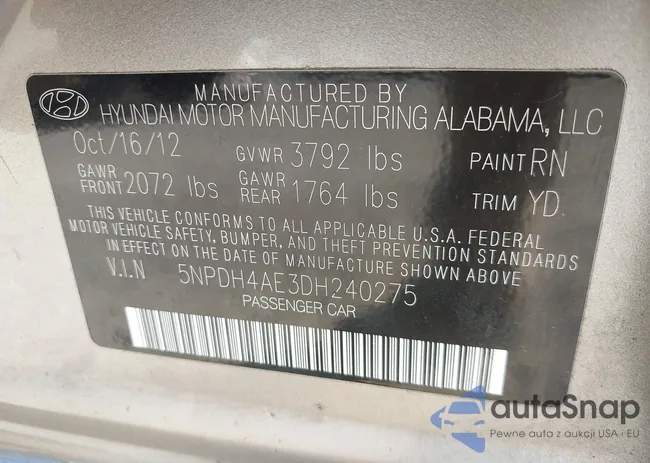 MANUFACTURED BY
HYUNDAI MOTOR MANUFACTURING ALABAMA, LLC
Oct/16/12 GVWR 3792 lbs PAINT RN
GAWR FRONT 2072 lbs GAWR REAR 1764 lbs TRIM YD.
THIS VEHICLE CONFORMS TO ALL APPLICABLE U.S.A. FEDERAL
MOTOR VEHICLE SAFETY, BUMPER, AND THEFT PREVENTION STANDARDS
IN EFFECT ON THE DATE OF MANUFACTURE SHOWN ABOVE
V.I.N 5NPDH4AE3DH240275
PASSENGER CAR
autaSnap
Pewne auta z aukcji USA i EU